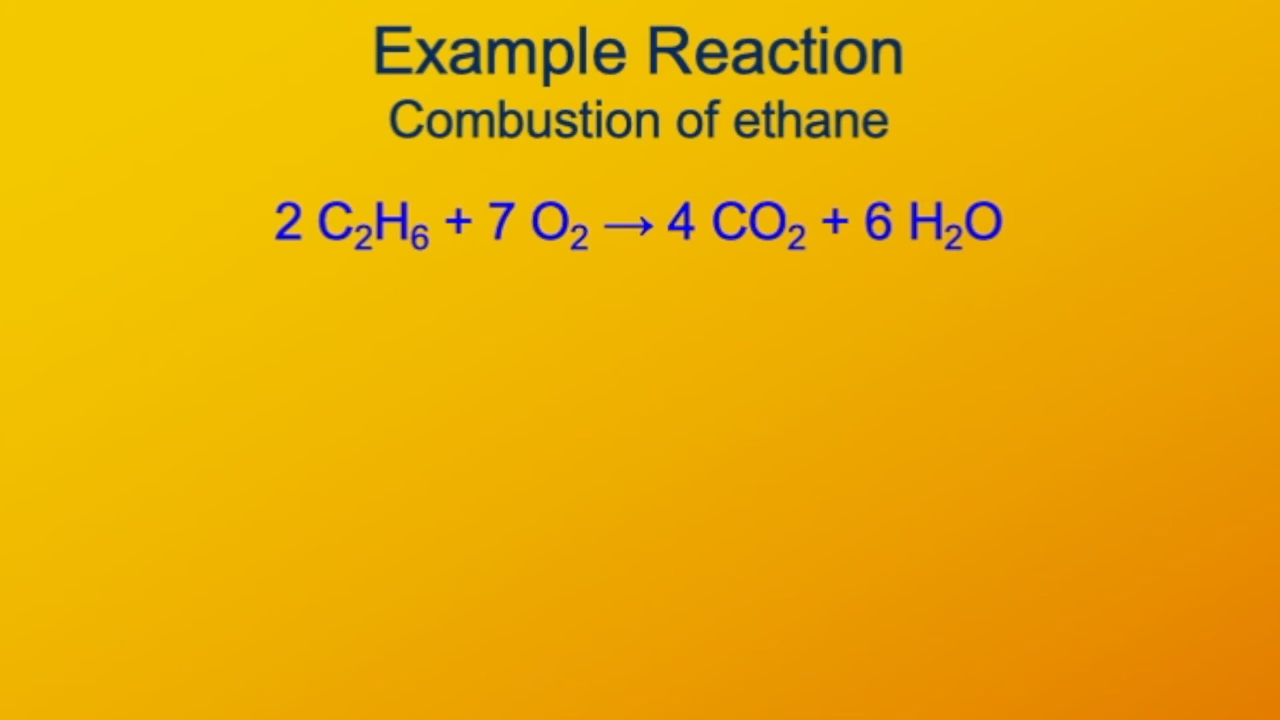 Example Reaction
Combustion of ethane
2 C₂H₆ + 7 O₂ → 4 CO₂ + 6 H₂O